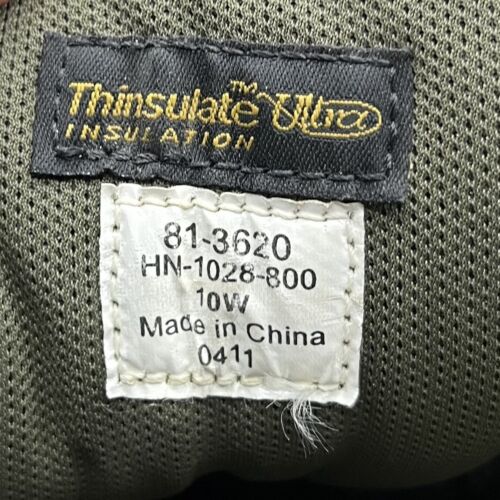 Thinsulate™ Ultra
INSULATION
81-3620
HN-1028-800
10W
Made in China
0411